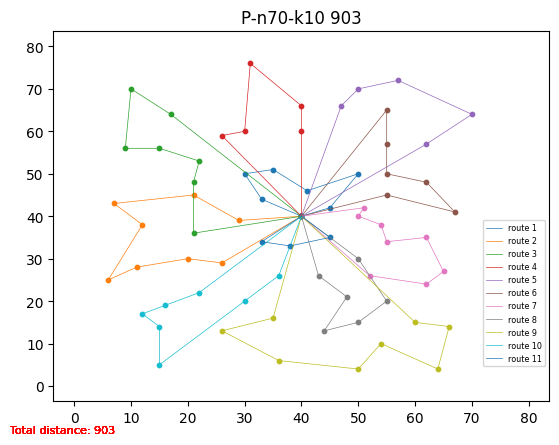 P-n70-k10 903
80
70
60
50
40
30
20
10
0
0 10 20 30 40 50 60 70 80
route 1
route 2
route 3
route 4
route 5
route 6
route 7
route 8
route 9
route 10
route 11
Total distance: 903